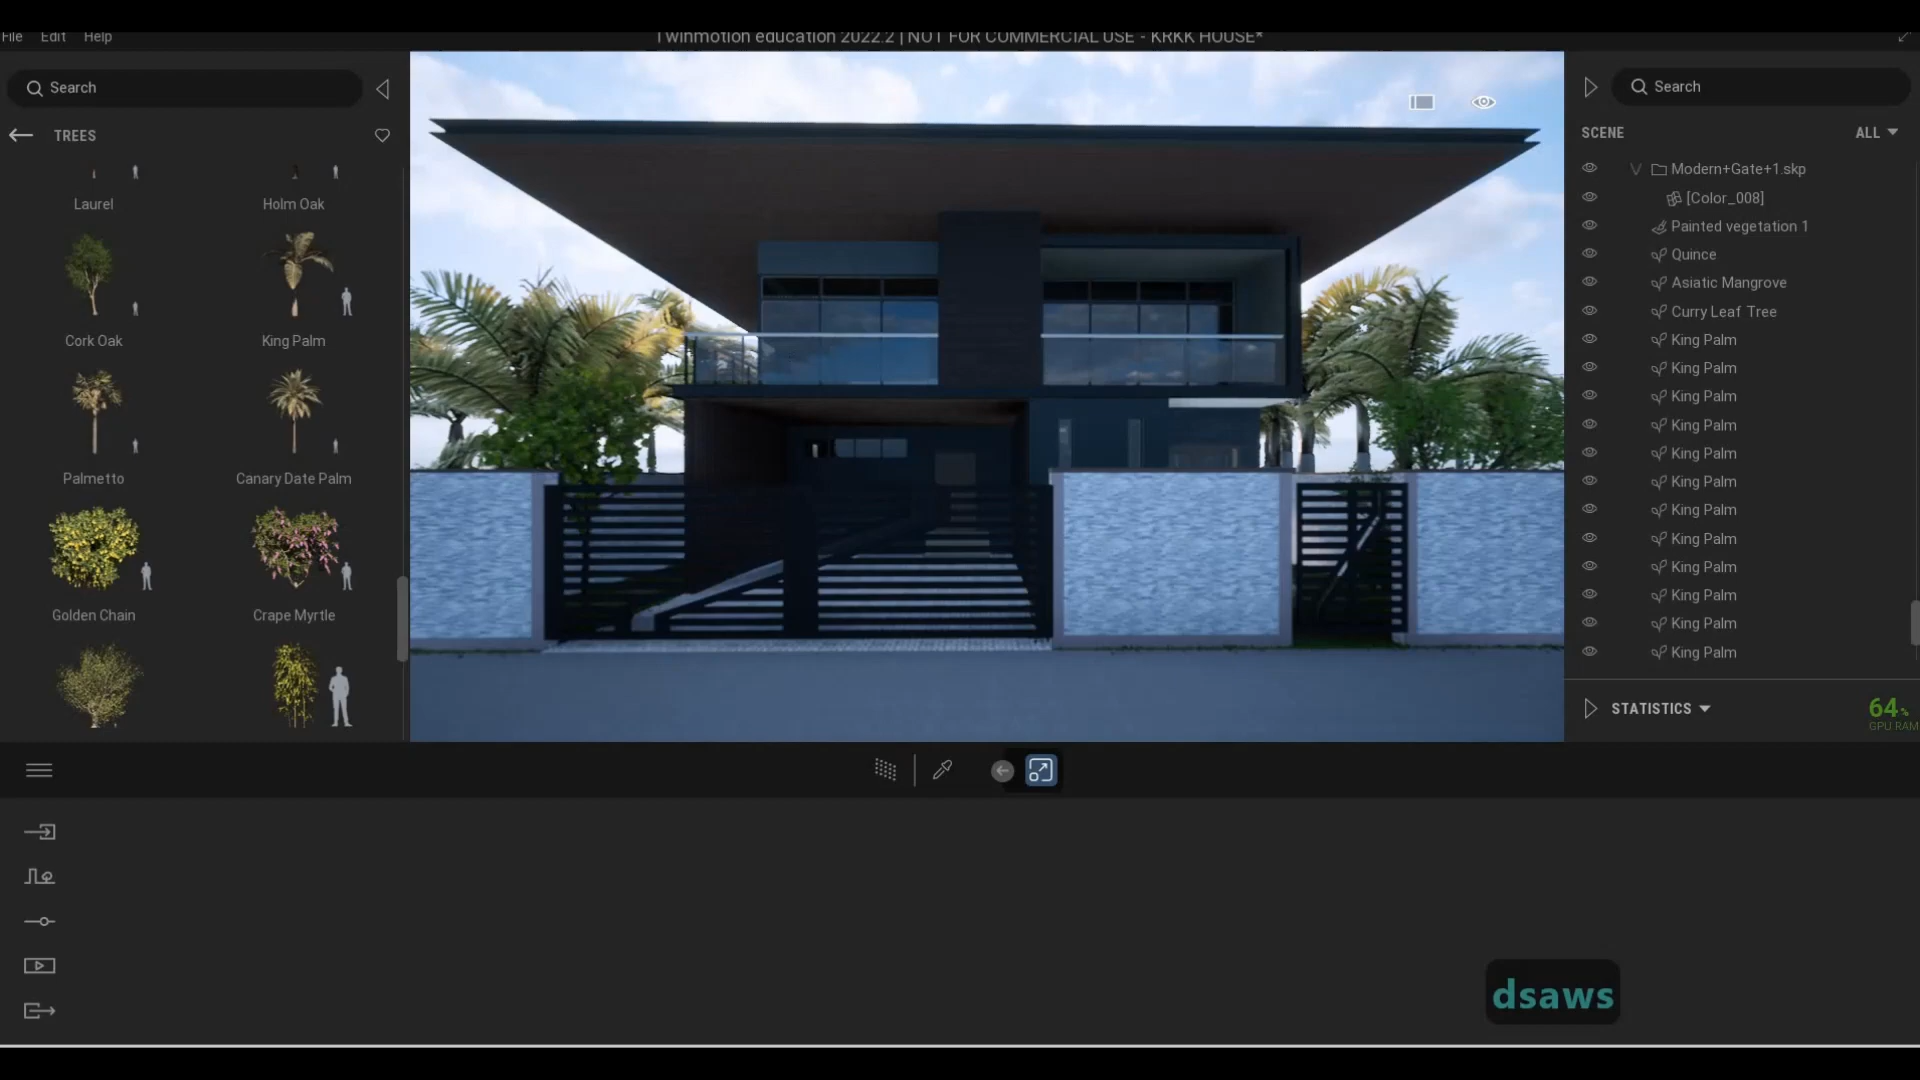 File Edit Help
Twinmotion education 2022.2 | NOT FOR COMMERCIAL USE - KRKK HOUSE*
Search
TREES
Laurel
Holm Oak
Cork Oak
King Palm
Palmetto
Canary Date Palm
Golden Chain
Crape Myrtle
Search
SCENE
ALL
Modern+Gate+1.skp
[Color_008]
Painted vegetation 1
Quince
Asiatic Mangrove
Curry Leaf Tree
King Palm
King Palm
King Palm
King Palm
King Palm
King Palm
King Palm
King Palm
King Palm
King Palm
King Palm
King Palm
STATISTICS
64%
GPU RAM
dsaws